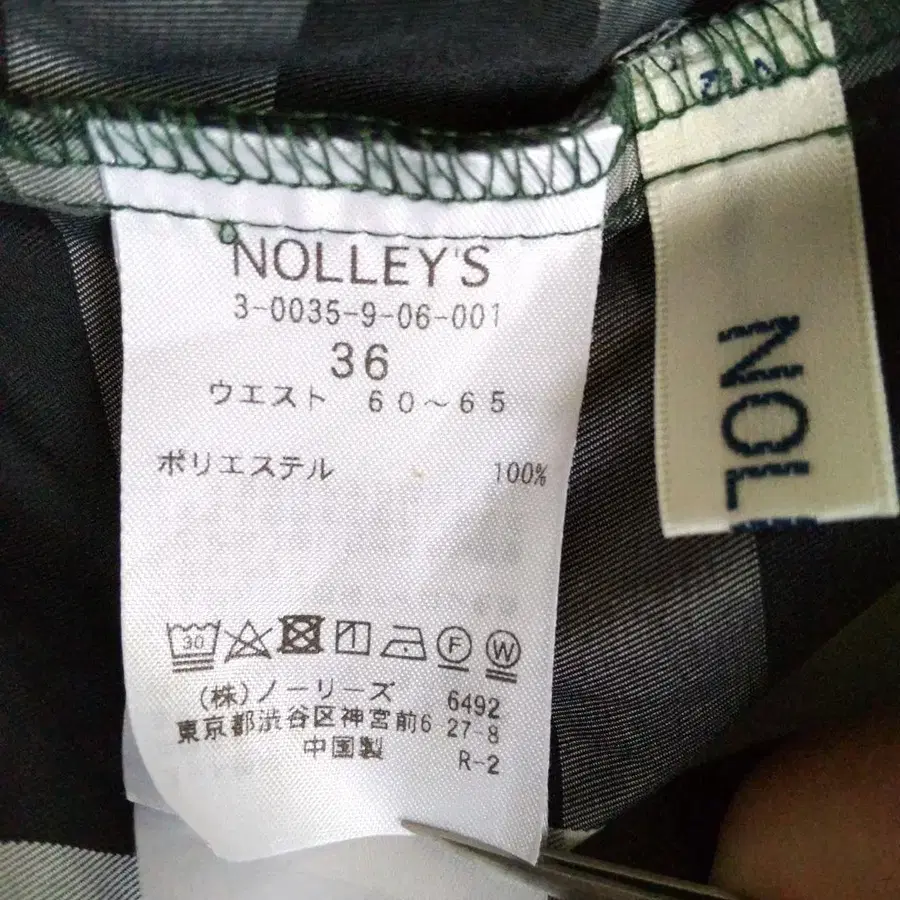 NOLLEY'S
3-0035-9-06-001
36
ウエスト 60～65
ポリエステル 100%
30
F
W
(株)ノーリーズ 6492
東京都渋谷区神宮前6 27-8
中国製 R-2
NOL